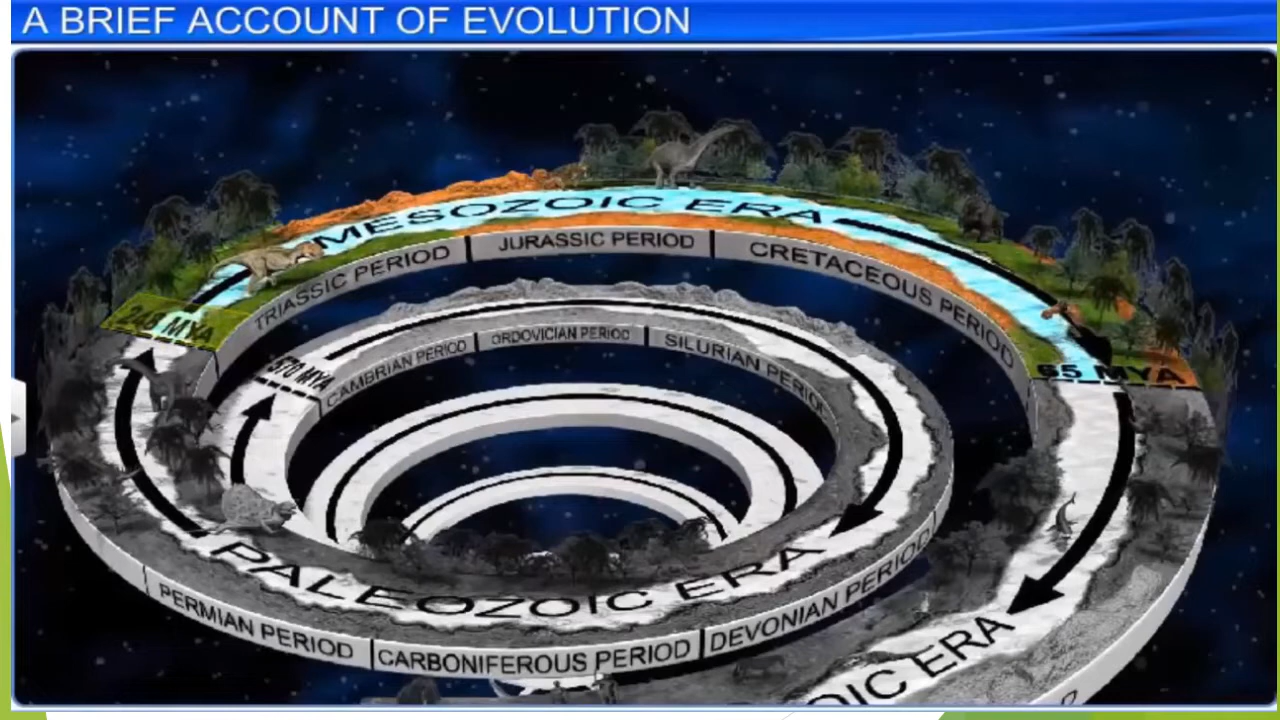 A BRIEF ACCOUNT OF EVOLUTION
MESOZOIC ERA
TRIASSIC PERIOD
JURASSIC PERIOD
CRETACEOUS PERIOD
248 MYA
65 MYA
570 MYA
CAMBRIAN PERIOD
ORDOVICIAN PERIOD
SILURIAN PERIOD
PALEOZOIC ERA
PERMIAN PERIOD
CARBONIFEROUS PERIOD
DEVONIAN PERIOD
OIC ERA